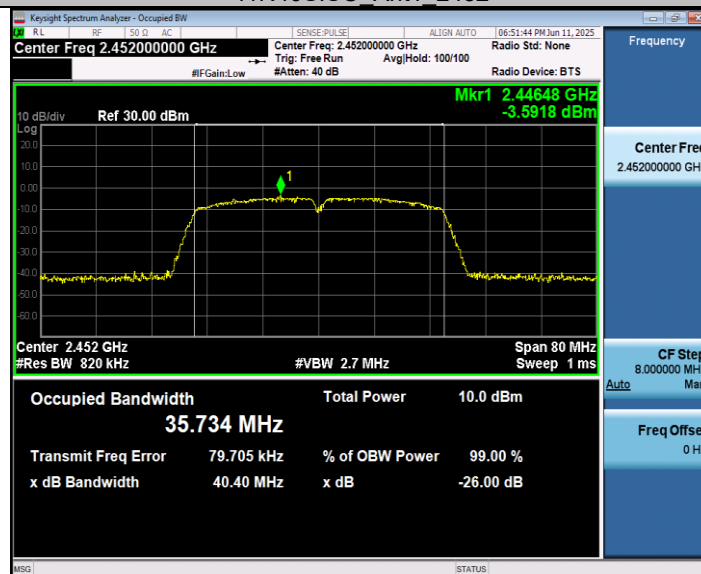 Keysight Spectrum Analyzer - Occupied BW
RL RF 50 Ω AC SENSE:PULSE ALIGN AUTO 06:51:44 PM Jun 11, 2025
Center Freq 2.452000000 GHz
Center Freq: 2.452000000 GHz
Radio Std: None
Trig: Free Run Avg|Hold: 100/100
#IFGain:Low #Atten: 40 dB Radio Device: BTS
Mkr1 2.44648 GHz
-3.5918 dBm
10 dB/div Ref 30.00 dBm
Log
20.0
10.0
0.00
-10.0
-20.0
-30.0
-40.0
-50.0
-60.0
1
Center 2.452 GHz Span 80 MHz
#Res BW 820 kHz #VBW 2.7 MHz Sweep 1 ms
Occupied Bandwidth Total Power 10.0 dBm
35.734 MHz
Transmit Freq Error 79.705 kHz % of OBW Power 99.00 %
x dB Bandwidth 40.40 MHz x dB -26.00 dB
MSG STATUS
Frequency
Center Freq
2.452000000 GH
CF Step
8.000000 MH
Auto Ma
Freq Offse
0 H